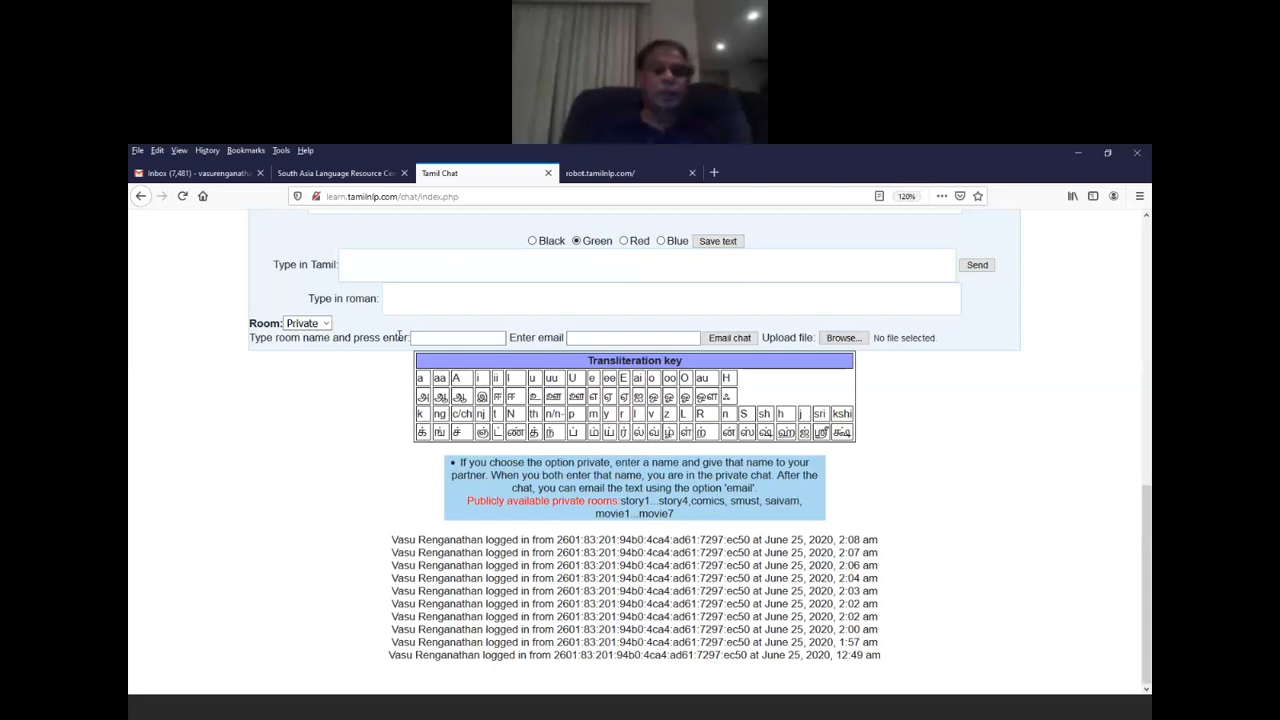 File Edit View History Bookmarks Tools Help
Inbox (7,481) - vasurenganath
South Asia Language Resource Cen
Tamil Chat
robot.tamilnlp.com/
learn.tamilnlp.com/chat/index.php
120%
Black Green Red Blue Save text
Type in Tamil: Send
Type in roman:
Room: Private
Type room name and press enter: Enter email Email chat Upload file: Browse... No file selected.
Transliteration key
a aa A i ii I u uu U e ee E ai o oo O au H
அ ஆ ஆ இ ஈ ஈ உ ஊ ஊ எ ஏ ஏ ஐ ஒ ஓ ஓ ஔ ஃ
k ng c/ch nj t N th n/n- p m y r l v z L R n S sh h j sri kshi
க் ங் ச் ஞ் ட் ண் த் ந் ப் ம் ய் ர் ல் வ் ழ் ள் ற் ன் ஸ் ஷ் ஹ் ஜ் ஸ்ரீ க்ஷ்
• If you choose the option private, enter a name and give that name to your
partner. When you both enter that name, you are in the private chat. After the
chat, you can email the text using the option 'email'.
Publicly available private rooms:story1...story4,comics, smust, saivam,
movie1...movie7
Vasu Renganathan logged in from 2601:83:201:94b0:4ca4:ad61:7297:ec50 at June 25, 2020, 2:08 am
Vasu Renganathan logged in from 2601:83:201:94b0:4ca4:ad61:7297:ec50 at June 25, 2020, 2:07 am
Vasu Renganathan logged in from 2601:83:201:94b0:4ca4:ad61:7297:ec50 at June 25, 2020, 2:06 am
Vasu Renganathan logged in from 2601:83:201:94b0:4ca4:ad61:7297:ec50 at June 25, 2020, 2:04 am
Vasu Renganathan logged in from 2601:83:201:94b0:4ca4:ad61:7297:ec50 at June 25, 2020, 2:03 am
Vasu Renganathan logged in from 2601:83:201:94b0:4ca4:ad61:7297:ec50 at June 25, 2020, 2:02 am
Vasu Renganathan logged in from 2601:83:201:94b0:4ca4:ad61:7297:ec50 at June 25, 2020, 2:02 am
Vasu Renganathan logged in from 2601:83:201:94b0:4ca4:ad61:7297:ec50 at June 25, 2020, 2:00 am
Vasu Renganathan logged in from 2601:83:201:94b0:4ca4:ad61:7297:ec50 at June 25, 2020, 1:57 am
Vasu Renganathan logged in from 2601:83:201:94b0:4ca4:ad61:7297:ec50 at June 25, 2020, 12:49 am